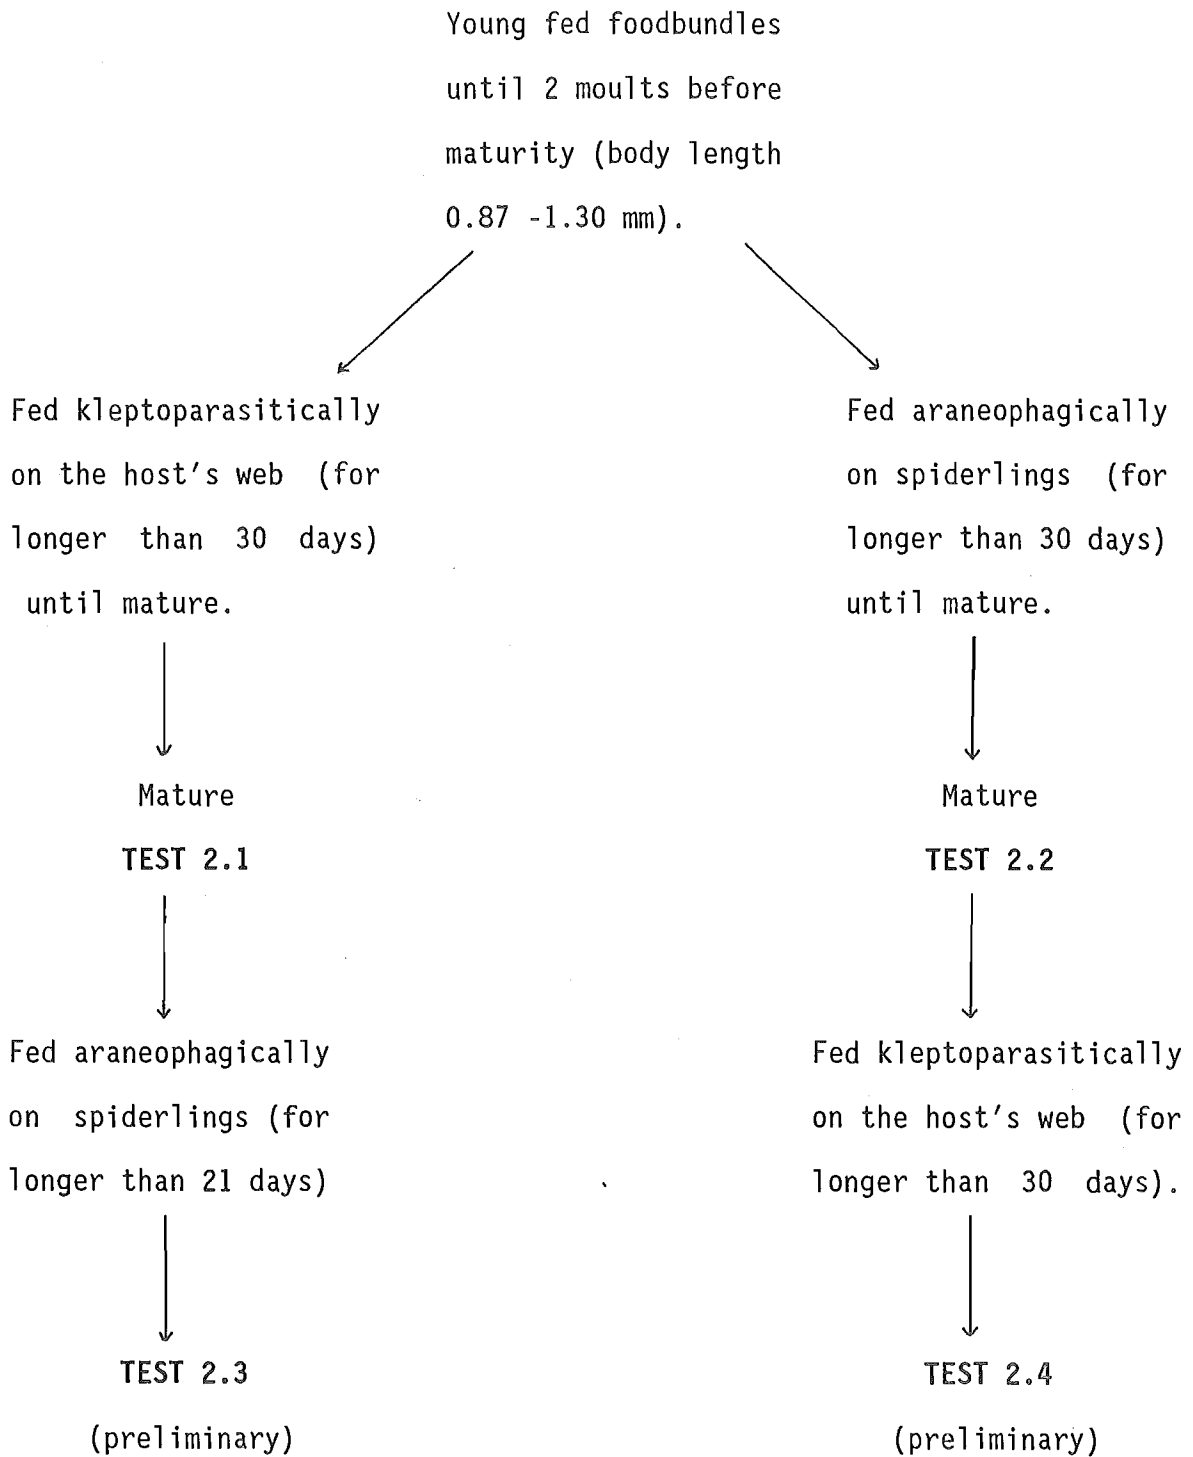 Young fed foodbundles
until 2 moults before
maturity (body length
0.87 -1.30 mm).
Fed kleptoparasitically
on the host's web (for
longer than 30 days)
until mature.
Fed araneophagically
on spiderlings (for
longer than 30 days)
until mature.
Mature
TEST 2.1
Mature
TEST 2.2
Fed araneophagically
on spiderlings (for
longer than 21 days)
Fed kleptoparasitically
on the host's web (for
longer than 30 days).
TEST 2.3
(preliminary)
TEST 2.4
(preliminary)